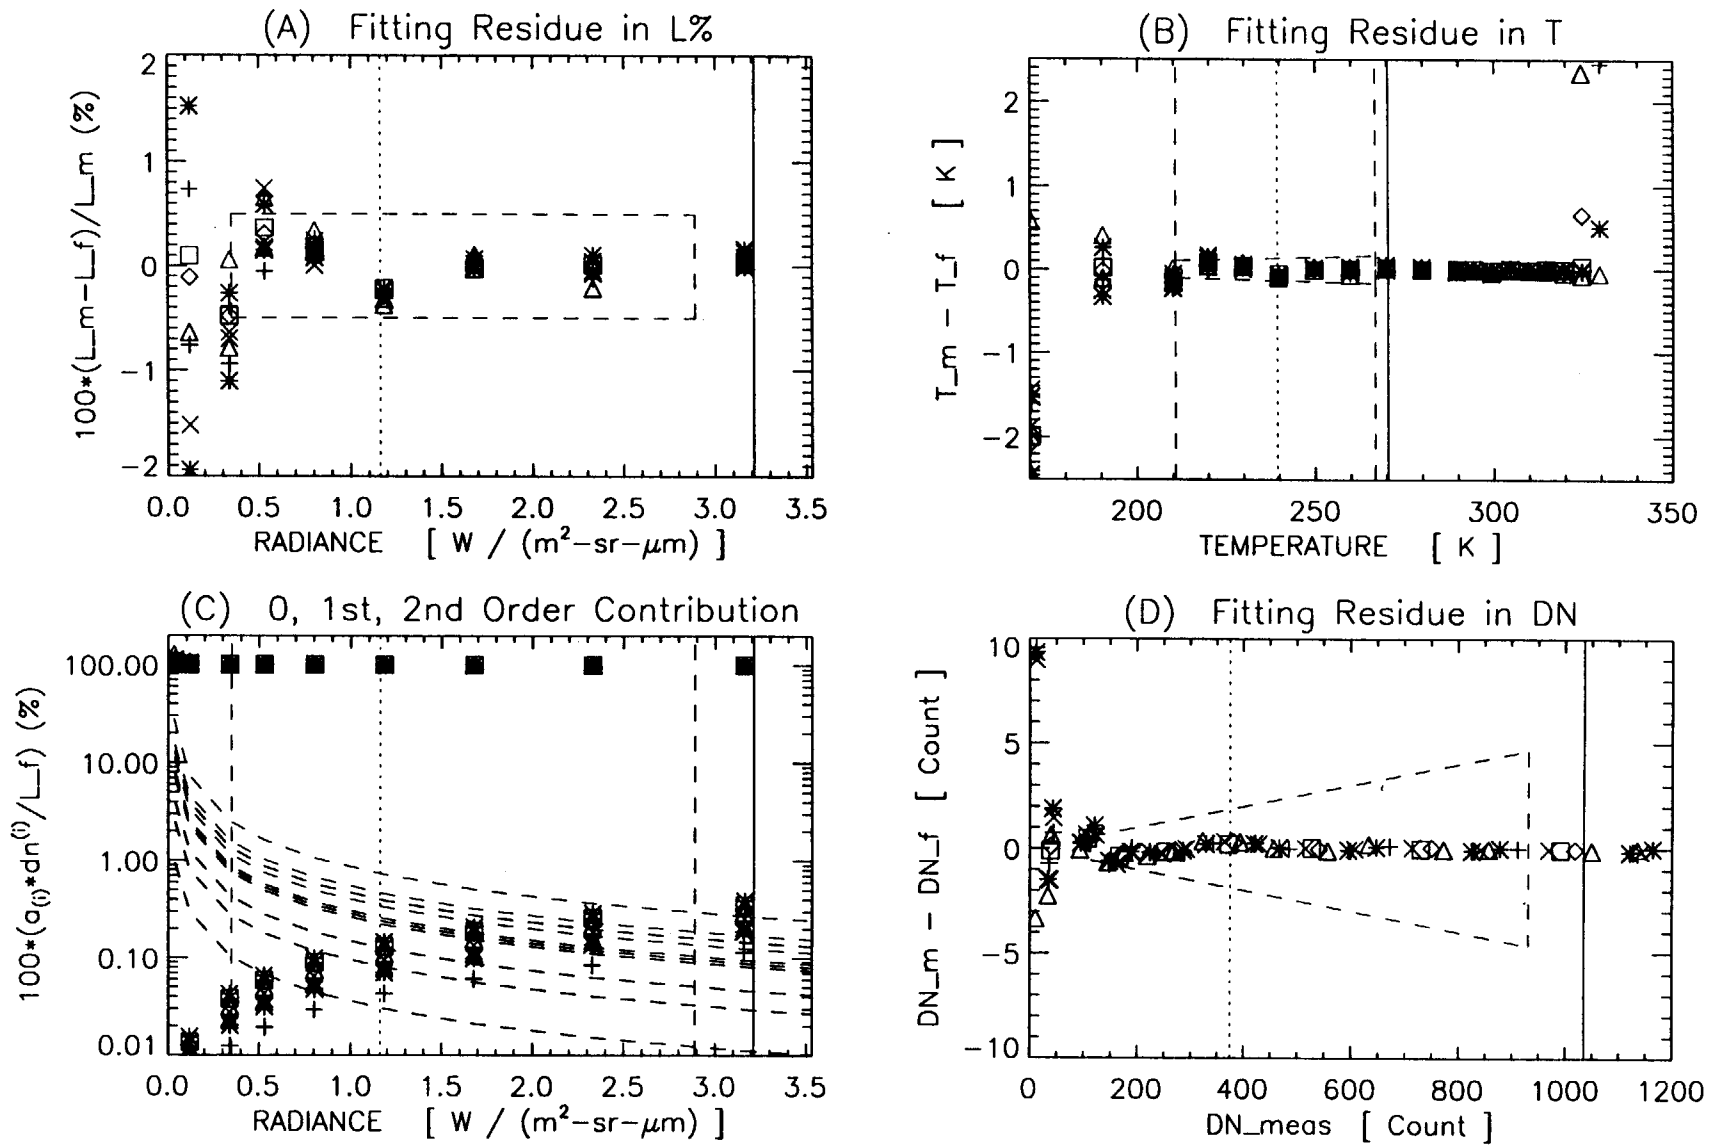 (A) Fitting Residue in L%
100*(L_m-L_f)/L_m (%)
2
1
0
-1
-2
0.0 0.5 1.0 1.5 2.0 2.5 3.0 3.5
RADIANCE [ W / (m²-sr-μm) ]
(B) Fitting Residue in T
T_m - T_f [ K ]
2
1
0
-1
-2
200 250 300 350
TEMPERATURE [ K ]
(C) 0, 1st, 2nd Order Contribution
100*(a(i)*dn(i)/L_f) (%)
100.00
10.00
1.00
0.10
0.01
0.0 0.5 1.0 1.5 2.0 2.5 3.0 3.5
RADIANCE [ W / (m²-sr-μm) ]
(D) Fitting Residue in DN
DN_m - DN_f [ Count ]
10
5
0
-5
-10
0 200 400 600 800 1000 1200
DN_meas [ Count ]